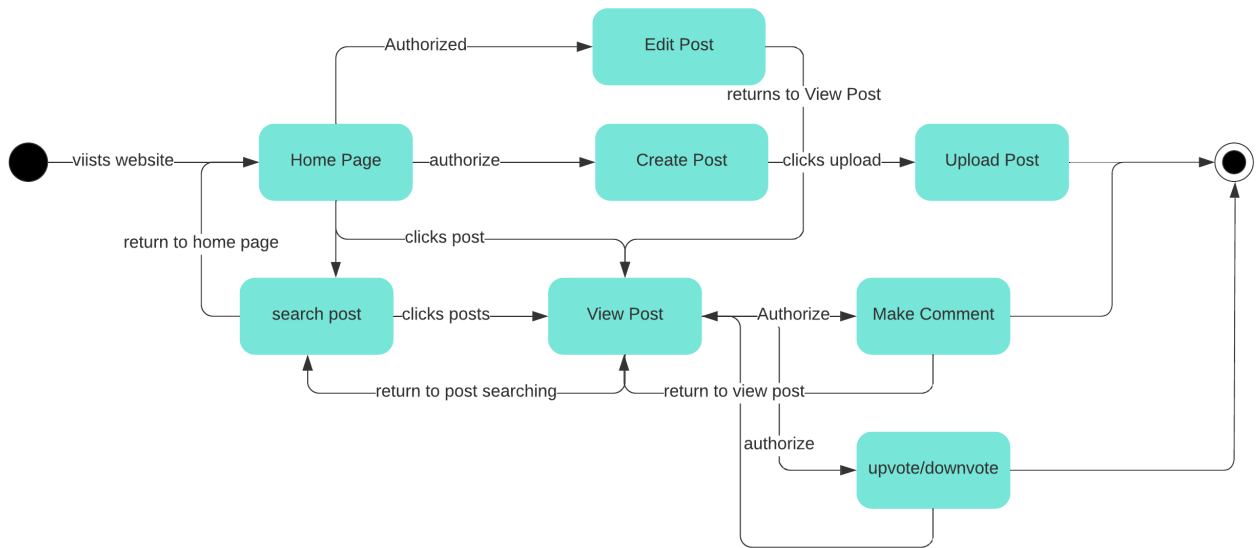 Authorized
Edit Post
returns to View Post
viists website
Home Page
authorize
Create Post
clicks upload
Upload Post
return to home page
clicks post
search post
clicks posts
View Post
Authorize
Make Comment
return to post searching
return to view post
authorize
upvote/downvote